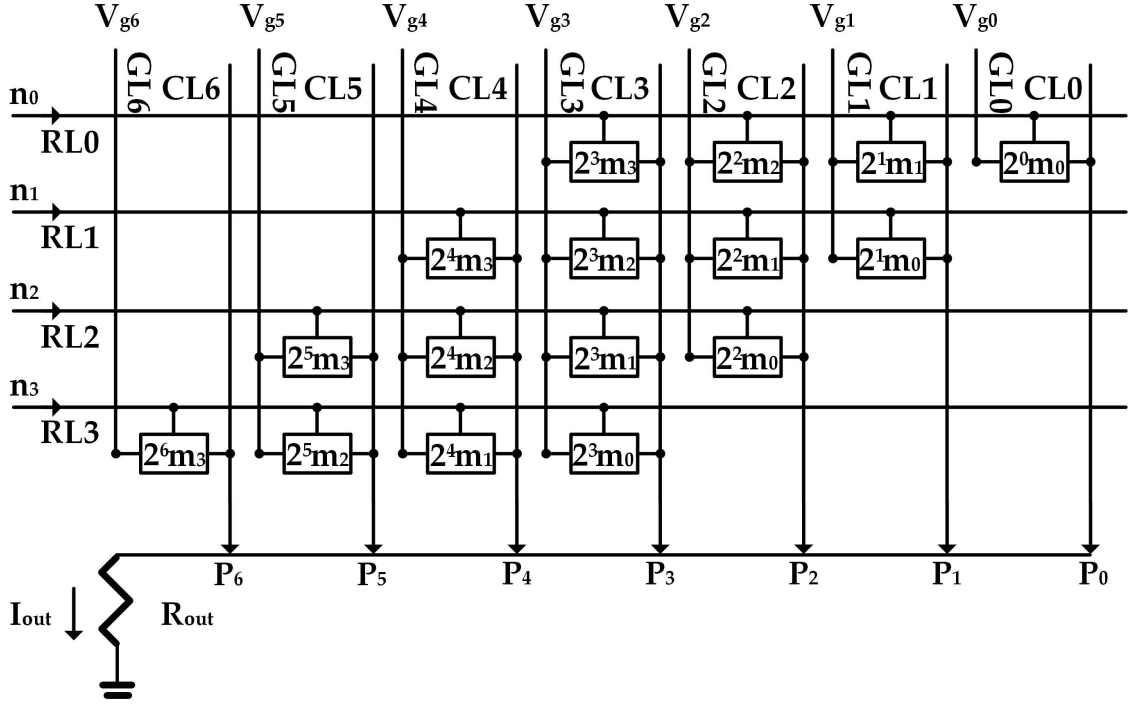 Vg6 Vg5 Vg4 Vg3 Vg2 Vg1 Vg0
GL6 CL6 GL5 CL5 GL4 CL4 GL3 CL3 GL2 CL2 GL1 CL1 GL0 CL0
n0
RL0
2³m3 2²m2 2¹m1 2⁰m0
n1
RL1
2⁴m3 2³m2 2²m1 2¹m0
n2
RL2
2⁵m3 2⁴m2 2³m1 2²m0
n3
RL3
2⁶m3 2⁵m2 2⁴m1 2³m0
P6 P5 P4 P3 P2 P1 P0
Iout Rout